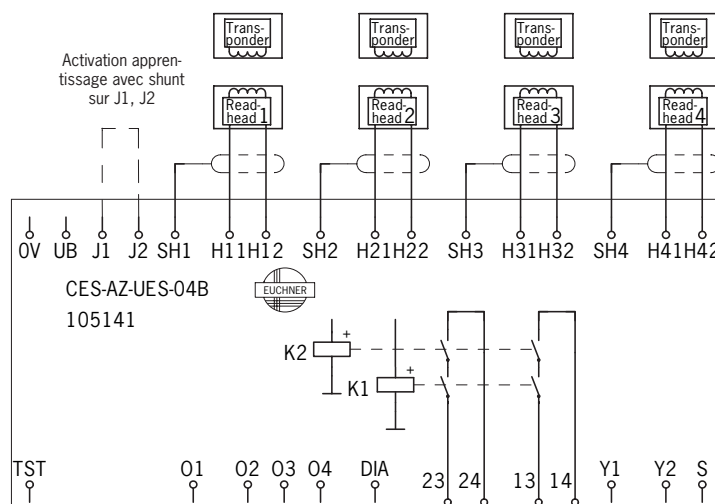 Trans-
ponder
Trans-
ponder
Trans-
ponder
Trans-
ponder
Activation appren-
tissage avec shunt
sur J1, J2
Read-
head 1
Read-
head 2
Read-
head 3
Read-
head 4
0V UB J1 J2 SH1 H11 H12 SH2 H21 H22 SH3 H31 H32 SH4 H41 H42
CES-AZ-UES-04B
EUCHNER
105141
K2 +
K1 +
TST O1 O2 O3 O4 DIA 23 24 13 14 Y1 Y2 S